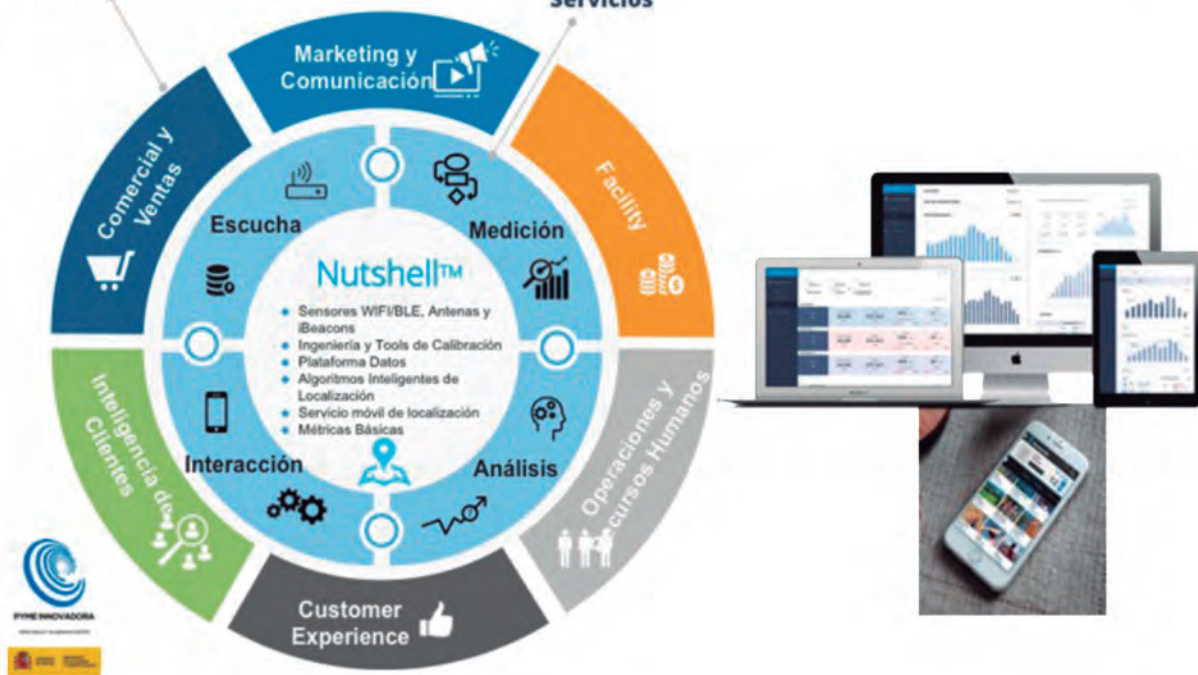 Servicios
Marketing y
Comunicación
Comercial y
Ventas
Facility
Escucha
Medición
Nutshell™
Sensores WIFI/BLE, Antenas y
iBeacons
Ingeniería y Tools de Calibración
Plataforma Datos
Algoritmos Inteligentes de
Localización
Servicio móvil de localización
Métricas Básicas
Interacción
Análisis
Inteligencia de
Clientes
Operaciones y
Recursos Humanos
Customer
Experience
PYME INNOVADORA